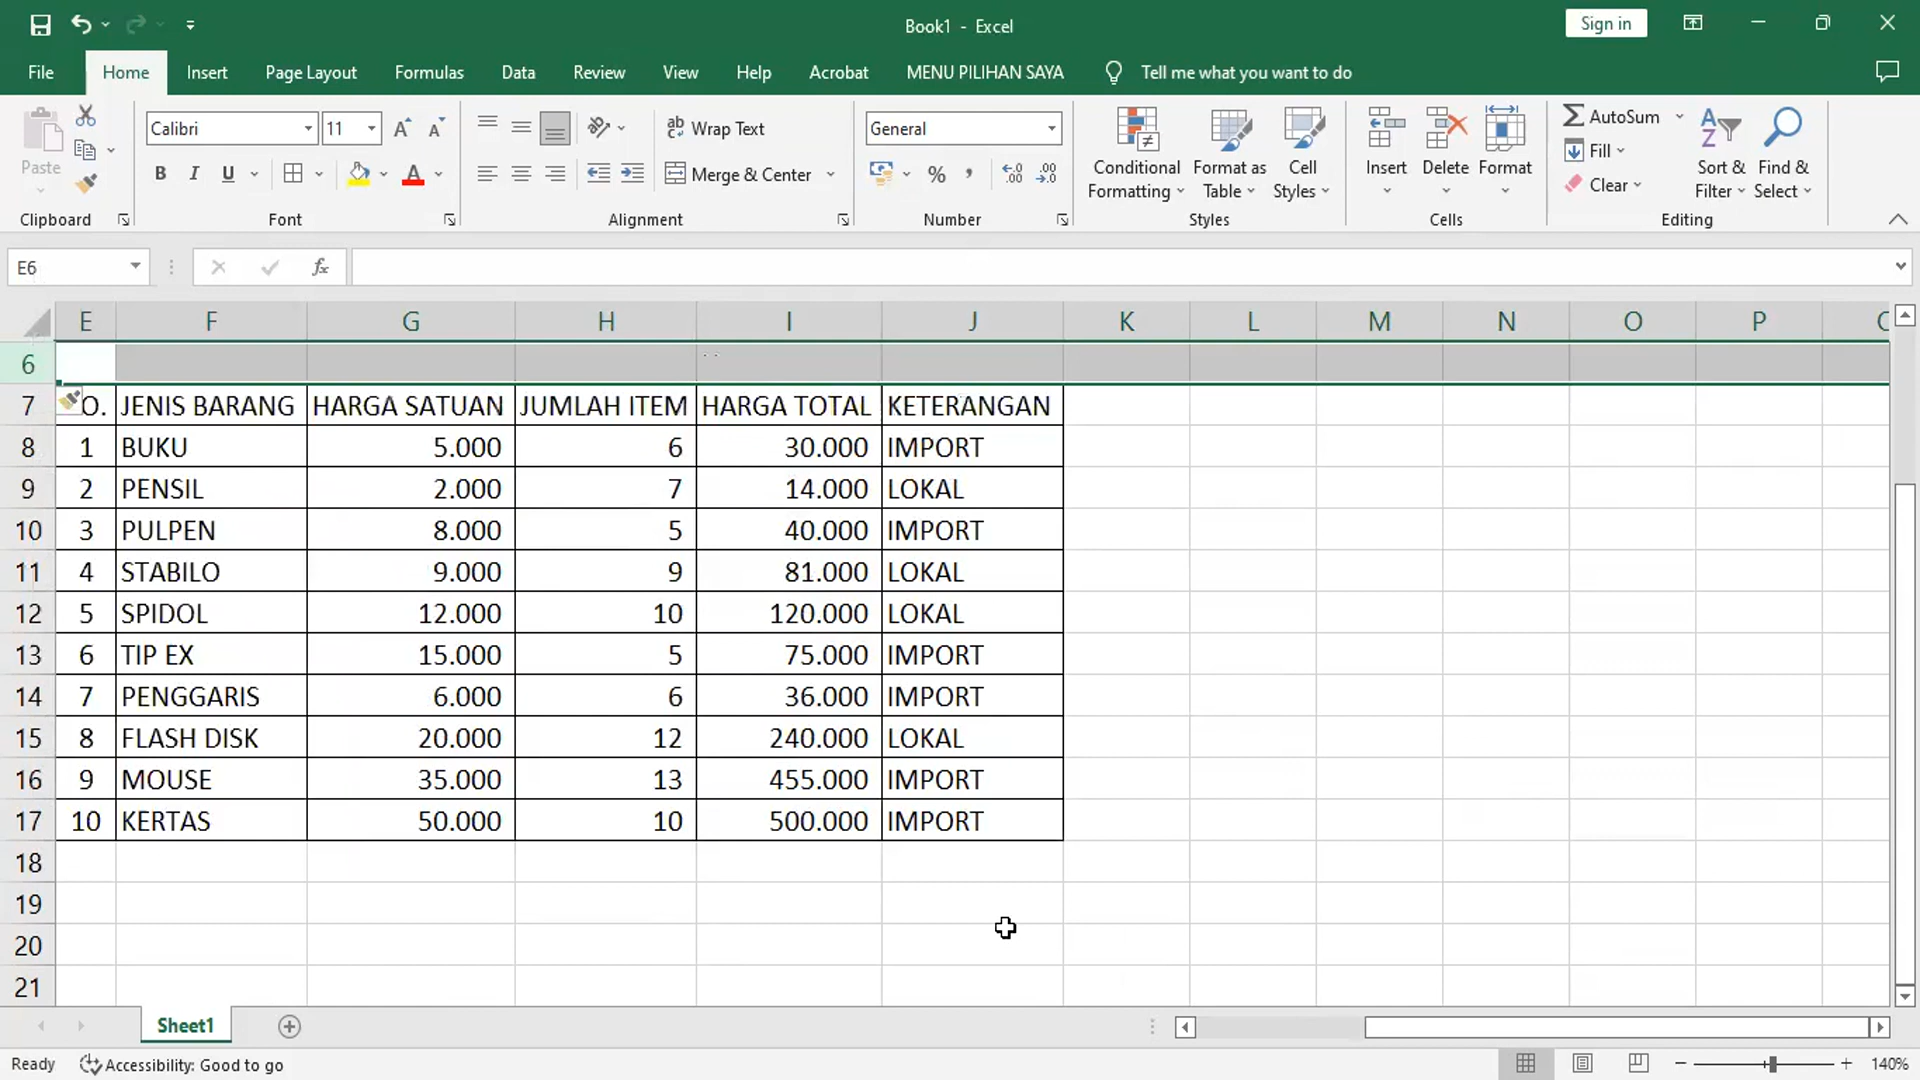 Book1 - Excel
Sign in
File Home Insert Page Layout Formulas Data Review View Help Acrobat MENU PILIHAN SAYA Tell me what you want to do
Paste
Clipboard
Calibri 11
B I U A
Font
ab Wrap Text
Merge & Center
Alignment
General
% ,
Number
Conditional Formatting
Format as Table
Cell Styles
Styles
Insert Delete Format
Cells
AutoSum
Fill
Clear
Sort & Filter
Find & Select
Editing
E6 fx
E F G H I J K L M N O P
6
7 O. JENIS BARANG HARGA SATUAN JUMLAH ITEM HARGA TOTAL KETERANGAN
8 1 BUKU 5.000 6 30.000 IMPORT
9 2 PENSIL 2.000 7 14.000 LOKAL
10 3 PULPEN 8.000 5 40.000 IMPORT
11 4 STABILO 9.000 9 81.000 LOKAL
12 5 SPIDOL 12.000 10 120.000 LOKAL
13 6 TIP EX 15.000 5 75.000 IMPORT
14 7 PENGGARIS 6.000 6 36.000 IMPORT
15 8 FLASH DISK 20.000 12 240.000 LOKAL
16 9 MOUSE 35.000 13 455.000 IMPORT
17 10 KERTAS 50.000 10 500.000 IMPORT
18
19
20
21
Sheet1
Ready Accessibility: Good to go 140%